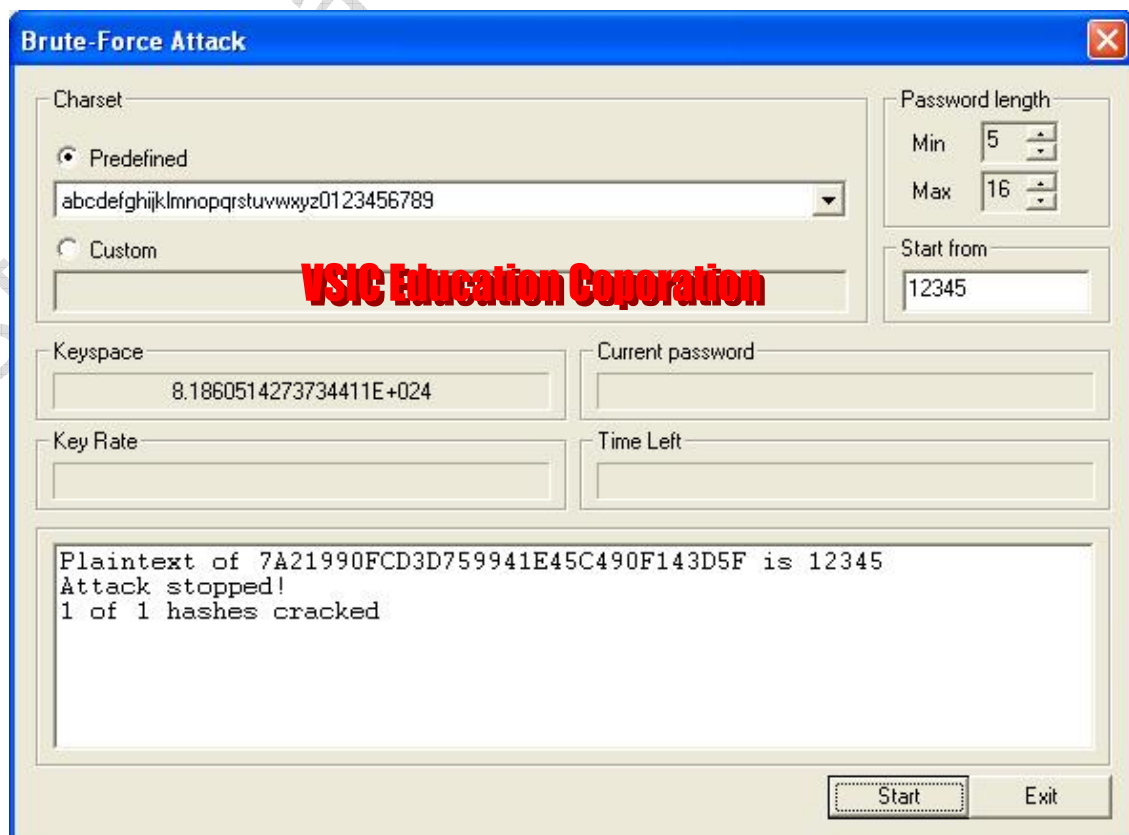 Brute-Force Attack
Charset
Predefined
abcdefghijklmnopqrstuvwxyz0123456789
Custom
VSIC Education Coporation
Password length
Min 5
Max 16
Start from
12345
Keyspace
8.1860514273734411E+024
Current password
Key Rate
Time Left
Plaintext of 7A21990FCD3D759941E45C490F143D5F is 12345
Attack stopped!
1 of 1 hashes cracked
Start
Exit